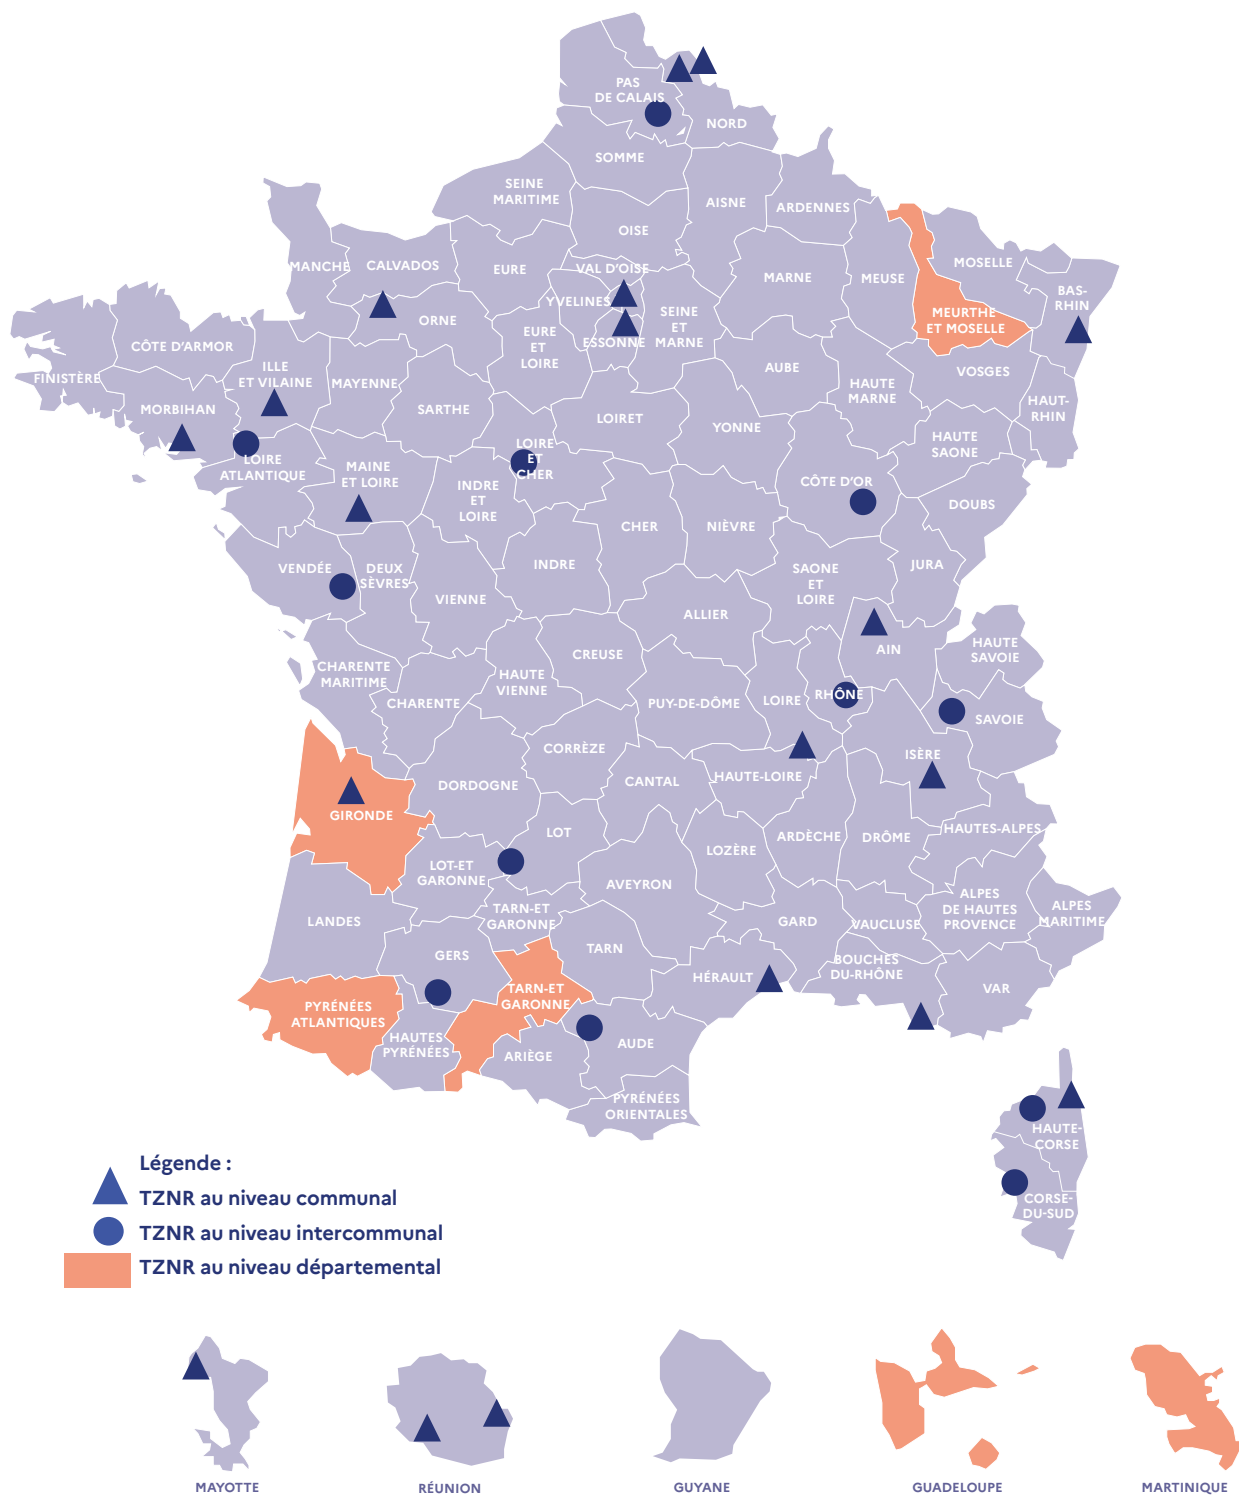 PAS
DE CALAIS
NORD
SOMME
SEINE
MARITIME
AISNE
ARDENNES
OISE
MANCHE
CALVADOS
EURE
VAL D'OISE
MARNE
MEUSE
MOSELLE
BAS-
RHIN
YVELINES
ORNE
SEINE
ET
MARNE
MEURTHE
ET MOSELLE
EURE
ET
LOIRE
ESSONNE
CÔTE D'ARMOR
FINISTÈRE
ILLE
ET VILAINE
MAYENNE
AUBE
VOSGES
HAUTE
MARNE
HAUT-
RHIN
MORBIHAN
SARTHE
LOIRET
YONNE
HAUTE
SAONE
LOIRE
ET
CHER
LOIRE
ATLANTIQUE
MAINE
ET LOIRE
INDRE
ET
LOIRE
CÔTE D'OR
DOUBS
CHER
NIÈVRE
VENDÉE
DEUX
SÈVRES
INDRE
SAONE
ET
LOIRE
JURA
VIENNE
ALLIER
AIN
HAUTE
SAVOIE
CHARENTE
MARITIME
CREUSE
HAUTE
VIENNE
CHARENTE
PUY-DE-DÔME
LOIRE
RHÔNE
SAVOIE
CORRÈZE
ISÈRE
DORDOGNE
CANTAL
HAUTE-LOIRE
GIRONDE
LOT
LOZÈRE
ARDÈCHE
DRÔME
HAUTES-ALPES
LOT-ET
GARONNE
AVEYRON
LANDES
TARN-ET
GARONNE
GARD
VAUCLUSE
ALPES
DE HAUTES
PROVENCE
ALPES
MARITIME
GERS
TARN
HÉRAULT
BOUCHES
DU-RHÔNE
VAR
TARN-ET
GARONNE
PYRÉNÉES
ATLANTIQUES
HAUTES
PYRÉNÉES
ARIÈGE
AUDE
PYRÉNÉES
ORIENTALES
HAUTE-
CORSE
CORSE-
DU-SUD
Légende :
TZNR au niveau communal
TZNR au niveau intercommunal
TZNR au niveau départemental
MAYOTTE
RÉUNION
GUYANE
GUADELOUPE
MARTINIQUE